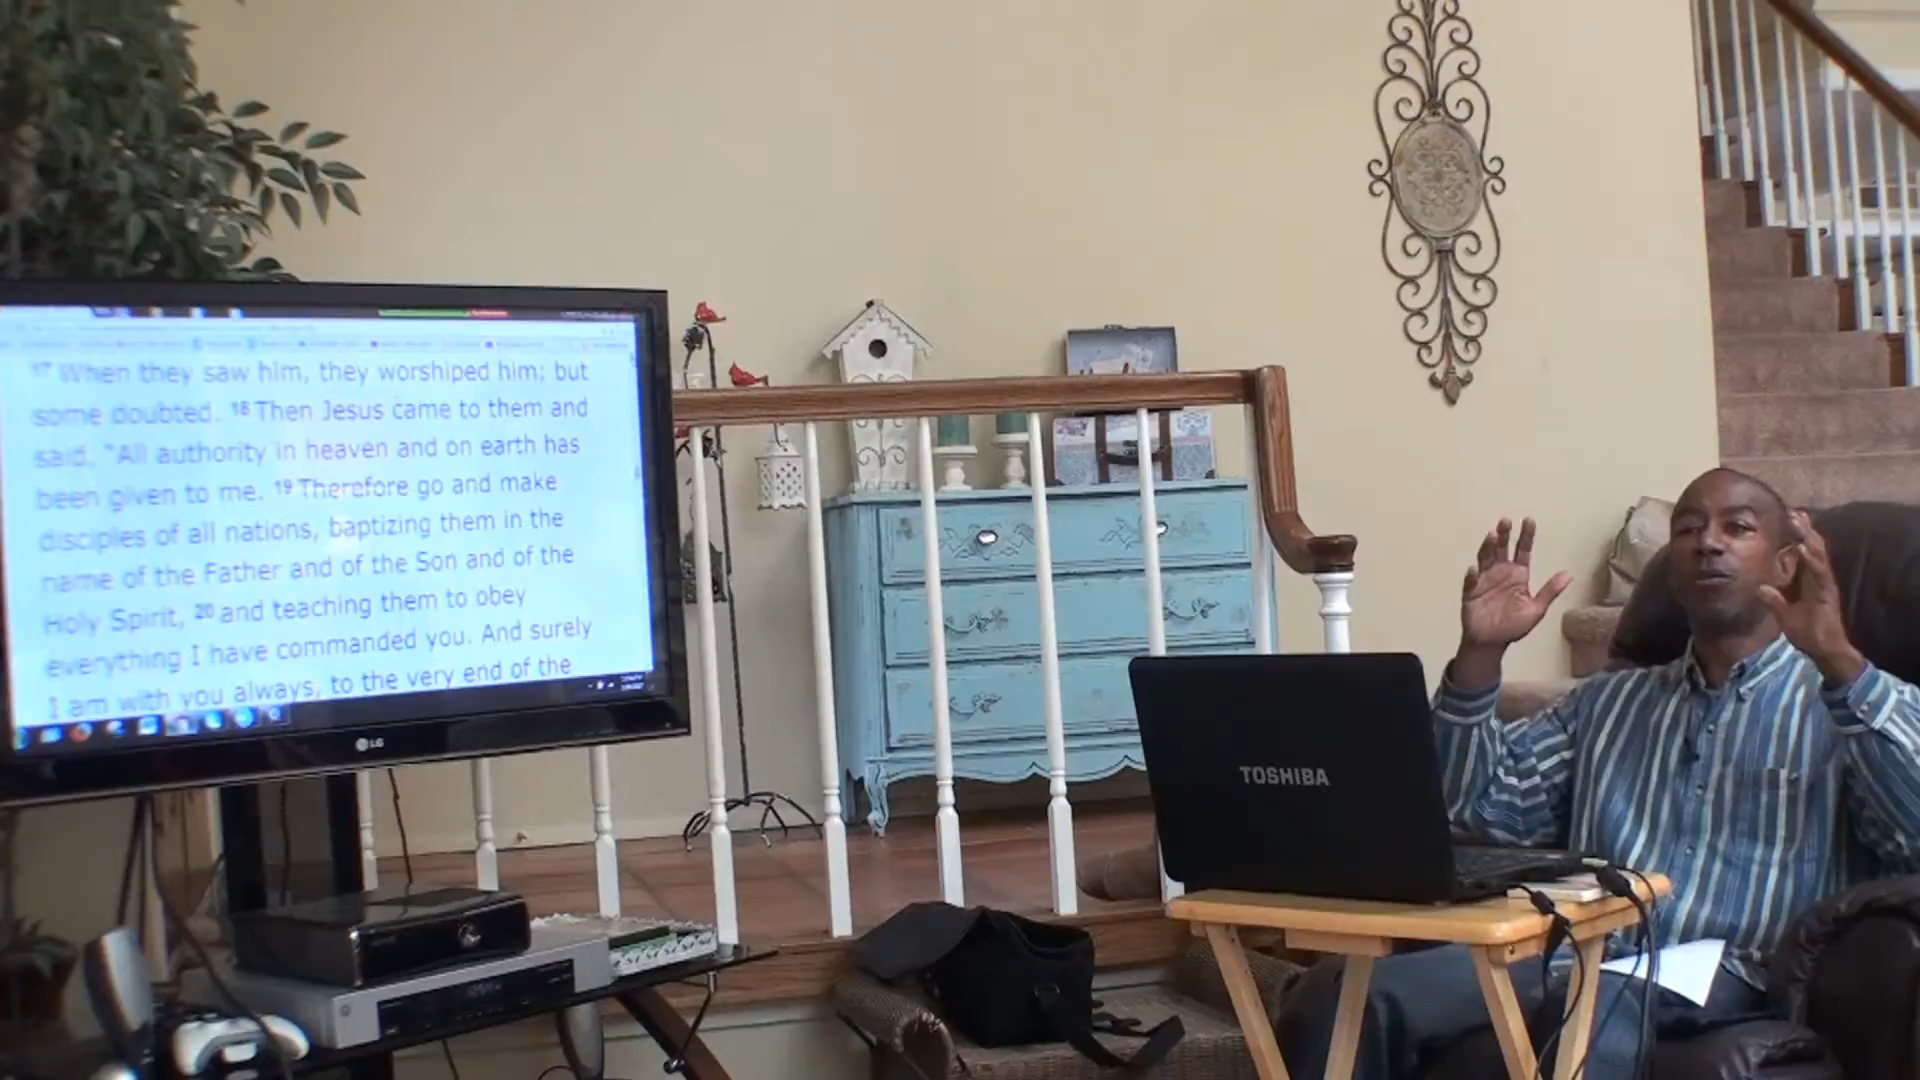 17 When they saw him, they worshiped him; but
some doubted. 18 Then Jesus came to them and
said, "All authority in heaven and on earth has
been given to me. 19 Therefore go and make
disciples of all nations, baptizing them in the
name of the Father and of the Son and of the
Holy Spirit, 20 and teaching them to obey
everything I have commanded you. And surely
I am with you always, to the very end of the
LG
TOSHIBA